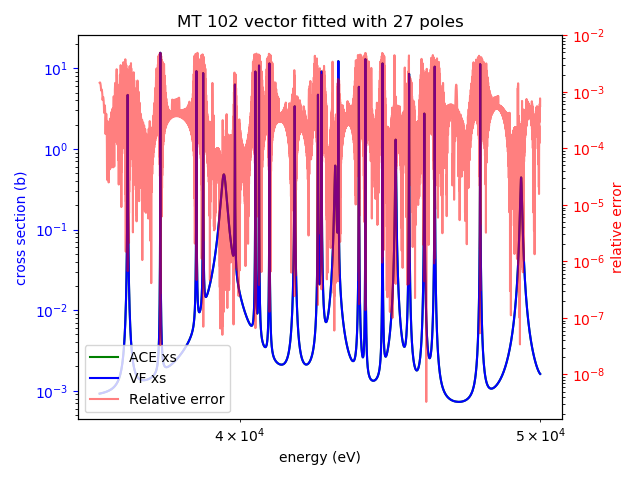 MT 102 vector fitted with 27 poles
cross section (b)
10^1
10^0
10^-1
10^-2
10^-3
10^-2
10^-3
10^-4
10^-5
10^-6
10^-7
10^-8
relative error
ACE xs
VF xs
Relative error
4 × 10^4
5 × 10^4
energy (eV)